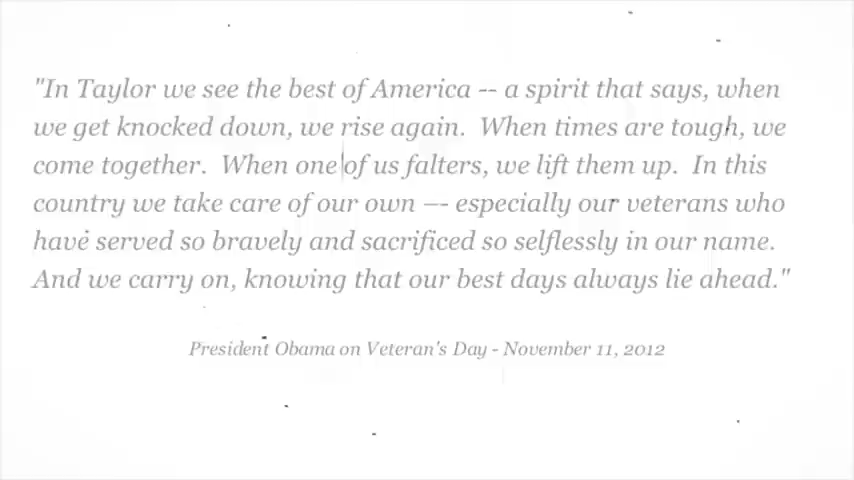 "In Taylor we see the best of America -- a spirit that says, when
we get knocked down, we rise again.  When times are tough, we
come together.  When one of us falters, we lift them up.  In this
country we take care of our own –- especially our veterans who
have served so bravely and sacrificed so selflessly in our name.
And we carry on, knowing that our best days always lie ahead."
President Obama on Veteran's Day - November 11, 2012